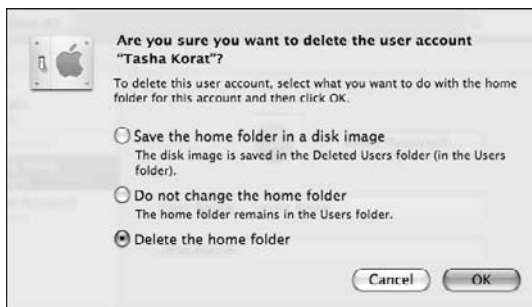 Are you sure you want to delete the user account
“Tasha Korat”?
To delete this user account, select what you want to do with the home
folder for this account and then click OK.
Save the home folder in a disk image
The disk image is saved in the Deleted Users folder (in the Users
folder).
Do not change the home folder
The home folder remains in the Users folder.
Delete the home folder
Cancel
OK